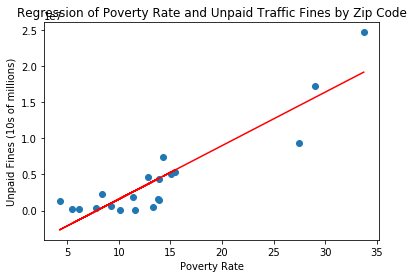 Regression of Poverty Rate and Unpaid Traffic Fines by Zip Code
1e7
2.5
2.0
1.5
1.0
0.5
0.0
Unpaid Fines (10s of millions)
5 10 15 20 25 30 35
Poverty Rate